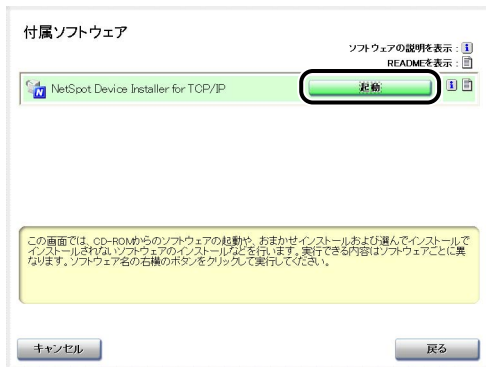 付属ソフトウェア
ソフトウェアの説明を表示：
READMEを表示：
NetSpot Device Installer for TCP/IP
起動
この画面では、CD-ROMからのソフトウェアの起動や、おまかせインストールおよび選んでインストールで
インストールされないソフトウェアのインストールなどを行います。実行できる内容はソフトウェアごとに異
なります。ソフトウェア名の右横のボタンをクリックして実行してください。
キャンセル
戻る